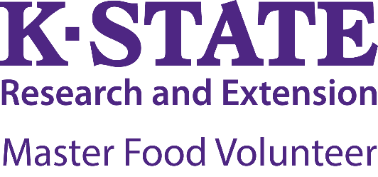 K·STATE
Research and Extension
Master Food Volunteer